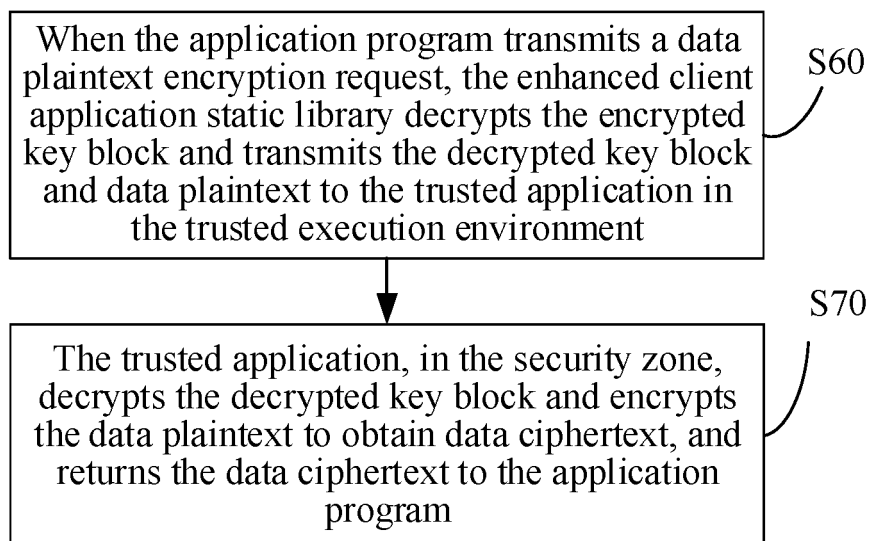 When the application program transmits a data
plaintext encryption request, the enhanced client
application static library decrypts the encrypted
key block and transmits the decrypted key block
and data plaintext to the trusted application in
the trusted execution environment
S60
The trusted application, in the security zone,
decrypts the decrypted key block and encrypts
the data plaintext to obtain data ciphertext, and
returns the data ciphertext to the application
program
S70